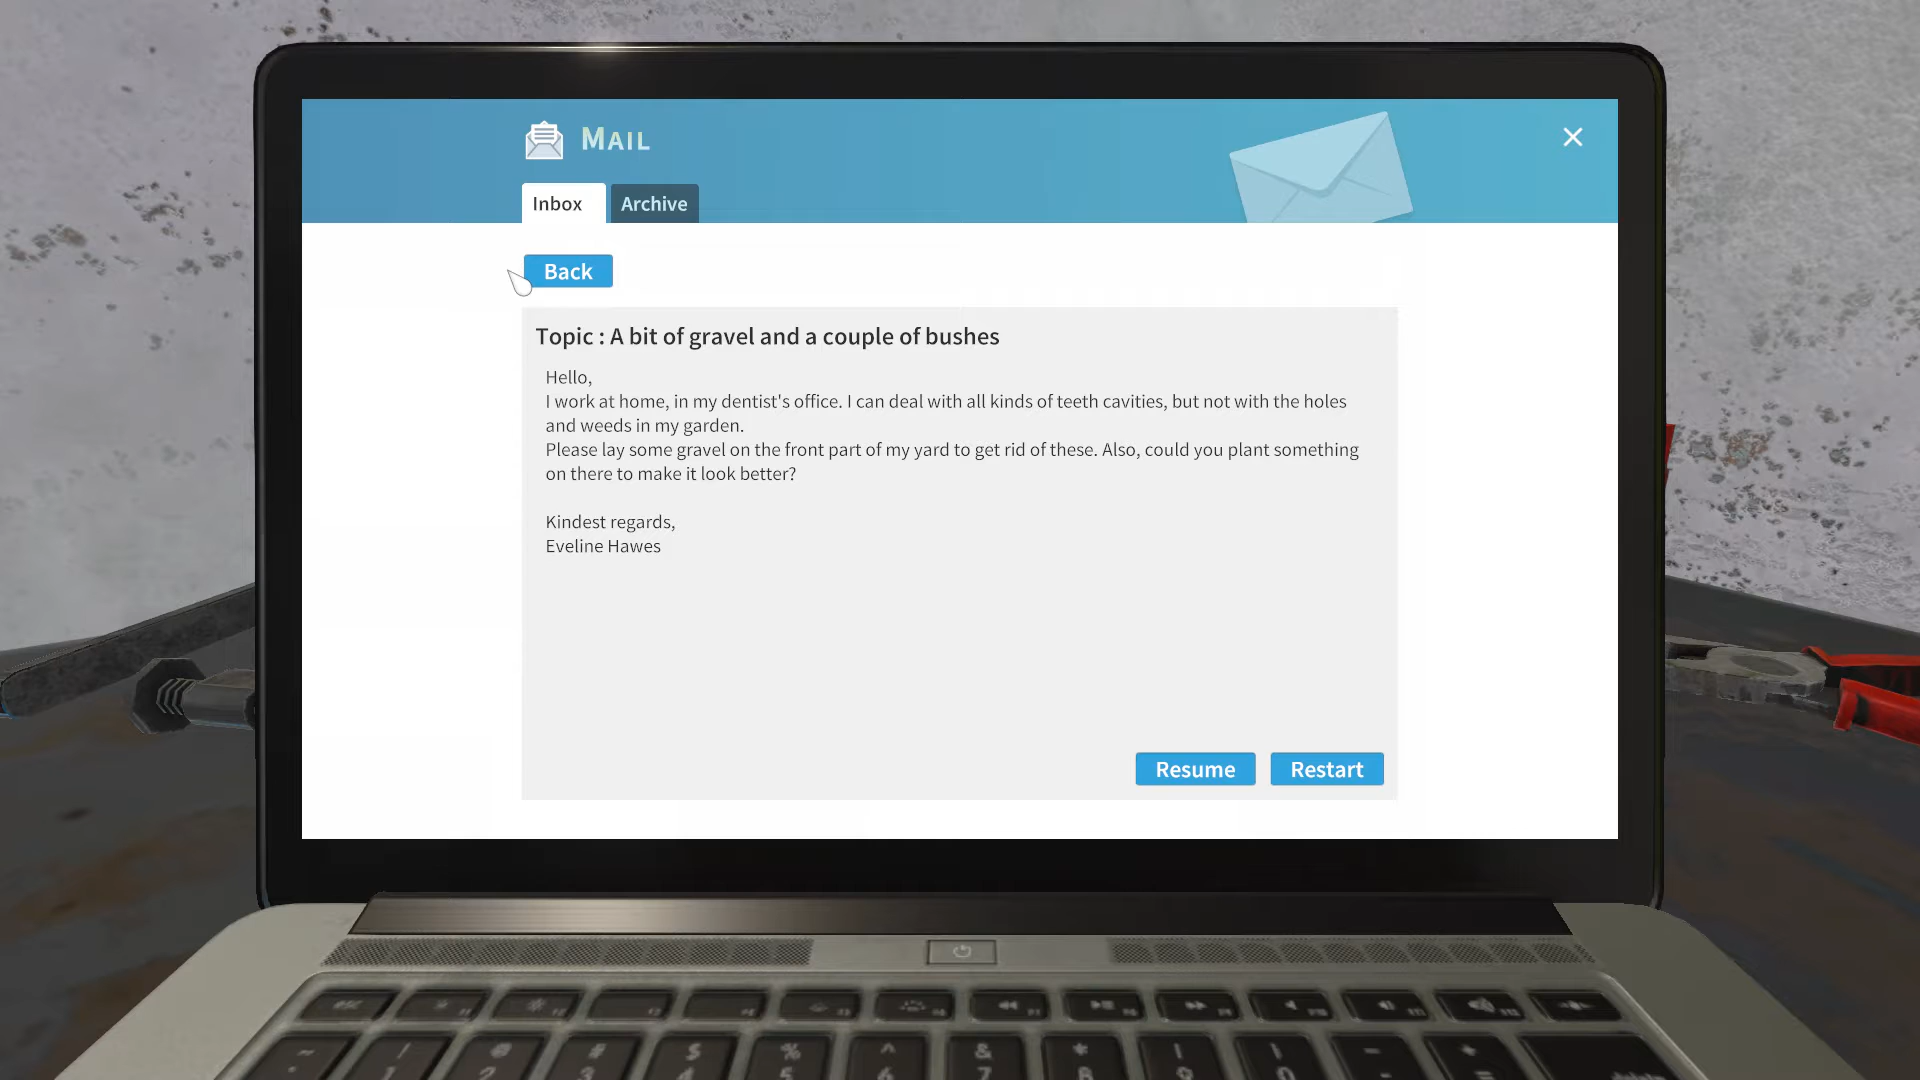 MAIL
Inbox
Archive
Back
Topic : A bit of gravel and a couple of bushes
Hello,
I work at home, in my dentist's office. I can deal with all kinds of teeth cavities, but not with the holes
and weeds in my garden.
Please lay some gravel on the front part of my yard to get rid of these. Also, could you plant something
on there to make it look better?
Kindest regards,
Eveline Hawes
Resume
Restart